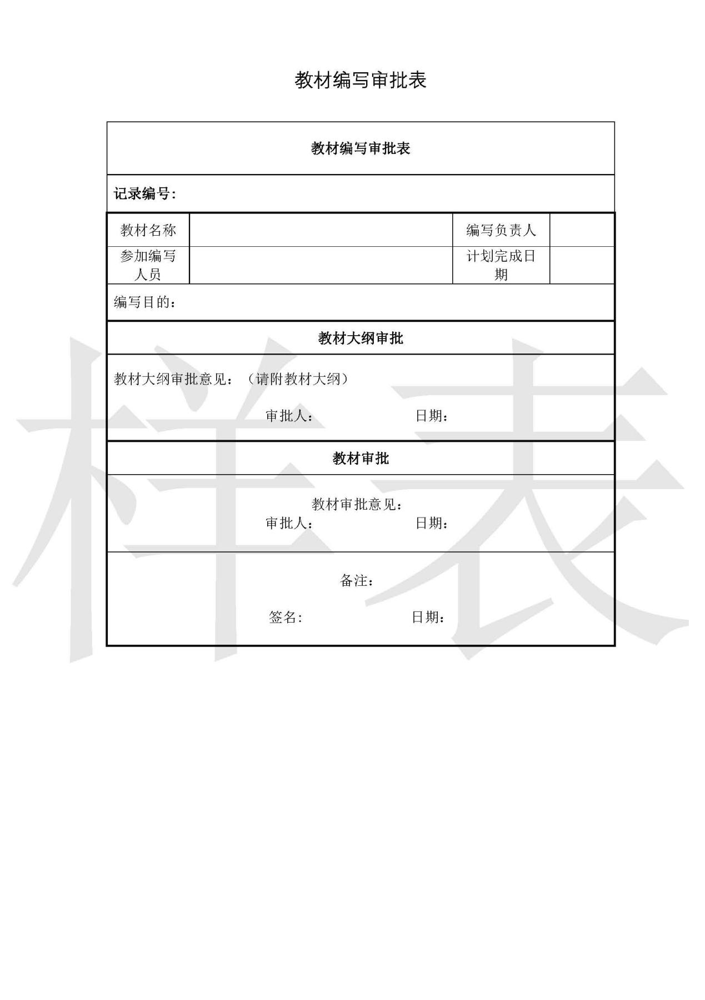 教材编写审批表
教材编写审批表
记录编号:
教材名称
编写负责人
参加编写
人员
计划完成日
期
编写目的:
教材大纲审批
教材大纲审批意见:（请附教材大纲）
审批人: 日期:
教材审批
教材审批意见:
审批人: 日期:
备注:
签名: 日期:
样表